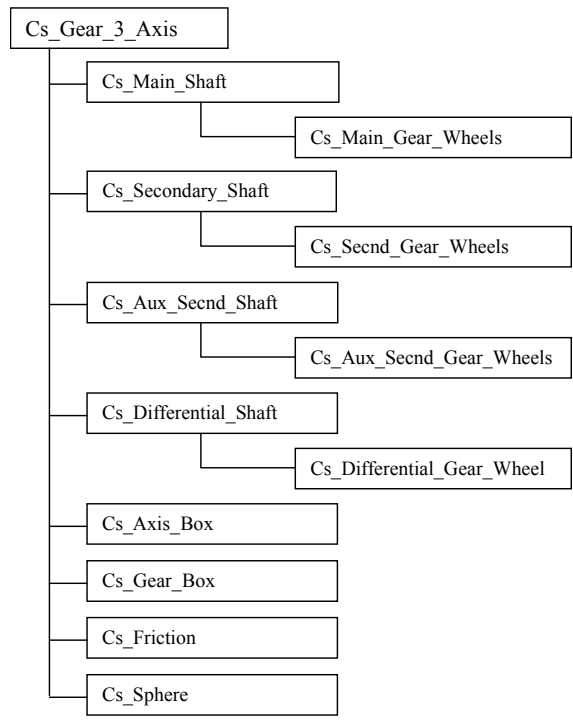 Cs_Gear_3_Axis
Cs_Main_Shaft
Cs_Main_Gear_Wheels
Cs_Secondary_Shaft
Cs_Secnd_Gear_Wheels
Cs_Aux_Secnd_Shaft
Cs_Aux_Secnd_Gear_Wheels
Cs_Differential_Shaft
Cs_Differential_Gear_Wheel
Cs_Axis_Box
Cs_Gear_Box
Cs_Friction
Cs_Sphere